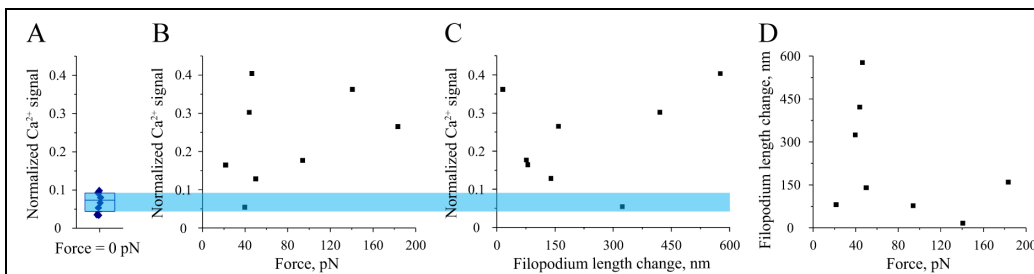 A
B
C
D
Normalized Ca²⁺ signal
0.4
0.3
0.2
0.1
0
Force = 0 pN
Normalized Ca²⁺ signal
0.4
0.3
0.2
0.1
0
0 40 80 120 160 200
Force, pN
Normalized Ca²⁺ signal
0.4
0.3
0.2
0.1
0
0 150 300 450 600
Filopodium length change, nm
Filopodium length change, nm
600
450
300
150
0
0 40 80 120 160 200
Force, pN